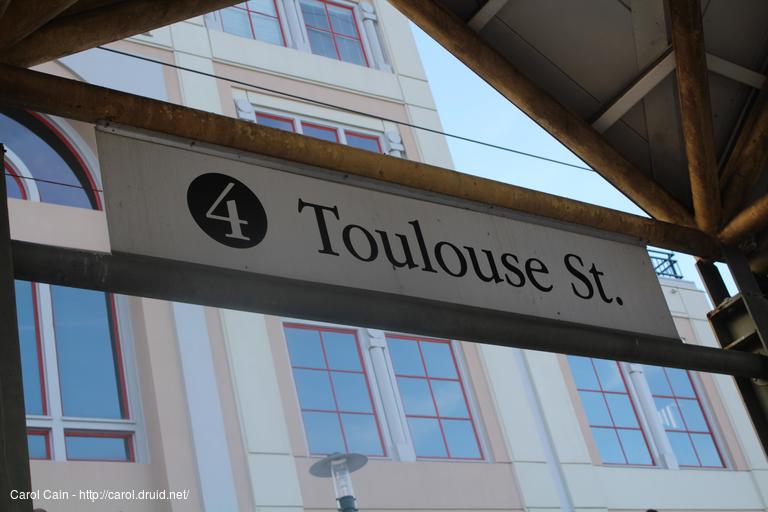 4 Toulouse St.
Carol Cain - http://carol.druid.net/